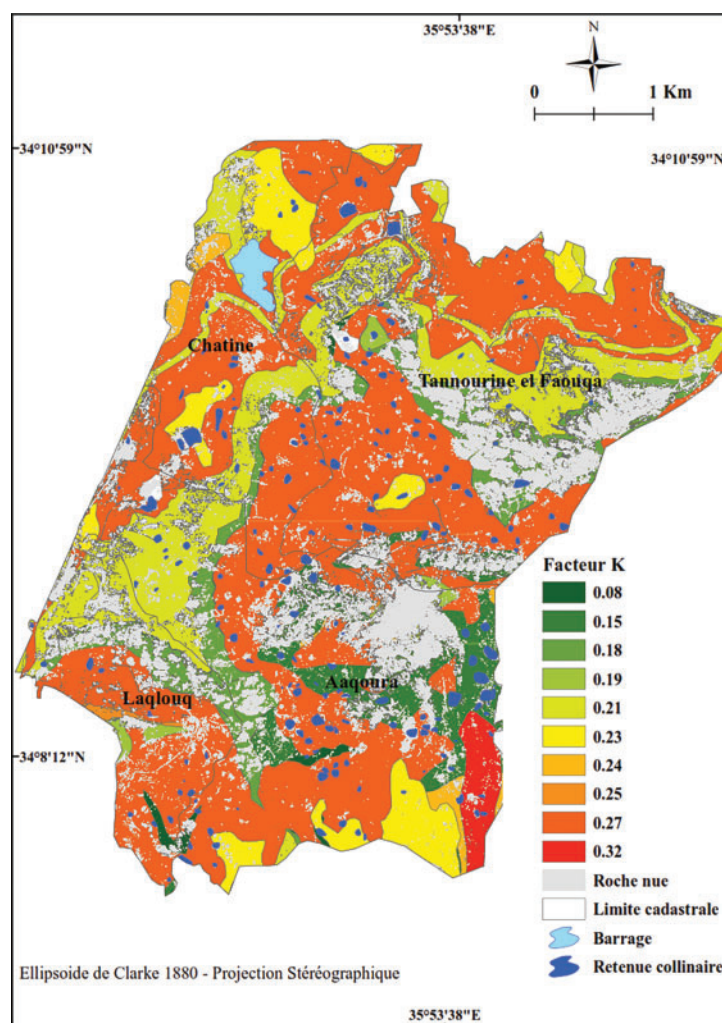 35°53'38"E
N
0 1 Km
34°10'59"N
34°10'59"N
Chatine
Tannourine el Faouqa
Facteur K
0.08
0.15
0.18
0.19
0.21
0.23
0.24
0.25
0.27
0.32
Roche nue
Limite cadastrale
Barrage
Retenue collinaire
Aaqoura
Laqlouq
34°8'12"N
Ellipsoide de Clarke 1880 - Projection Stéréographique
35°53'38"E